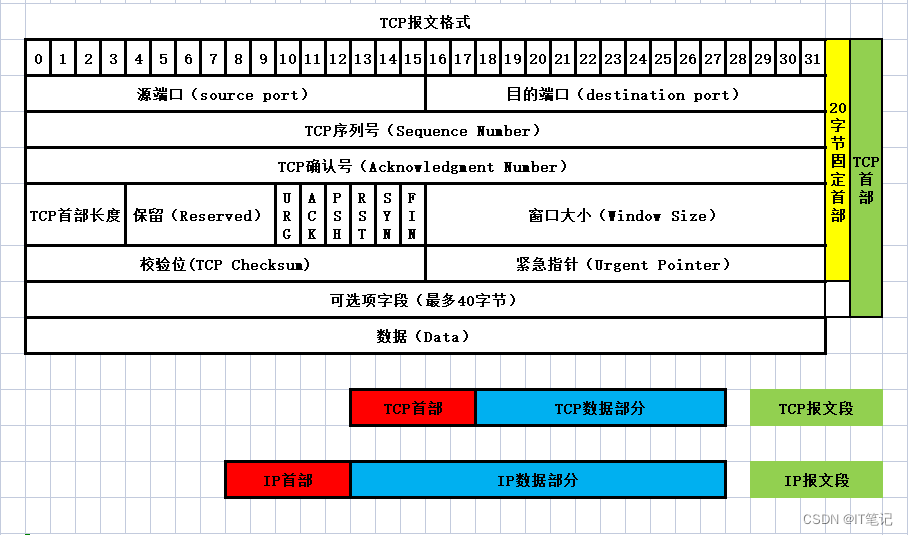 TCP报文格式
0 1 2 3 4 5 6 7 8 9 10 11 12 13 14 15 16 17 18 19 20 21 22 23 24 25 26 27 28 29 30 31
源端口（source port） 目的端口（destination port）
TCP序列号（Sequence Number）
TCP确认号（Acknowledgment Number）
TCP首部长度 保留（Reserved） URG ACK PSH RST SYN FIN 窗口大小（Window Size）
校验位(TCP Checksum) 紧急指针（Urgent Pointer）
可选项字段（最多40字节）
数据（Data）
20字节固定首部
TCP首部
TCP首部 TCP数据部分 TCP报文段
IP首部 IP数据部分 IP报文段
CSDN @IT笔记